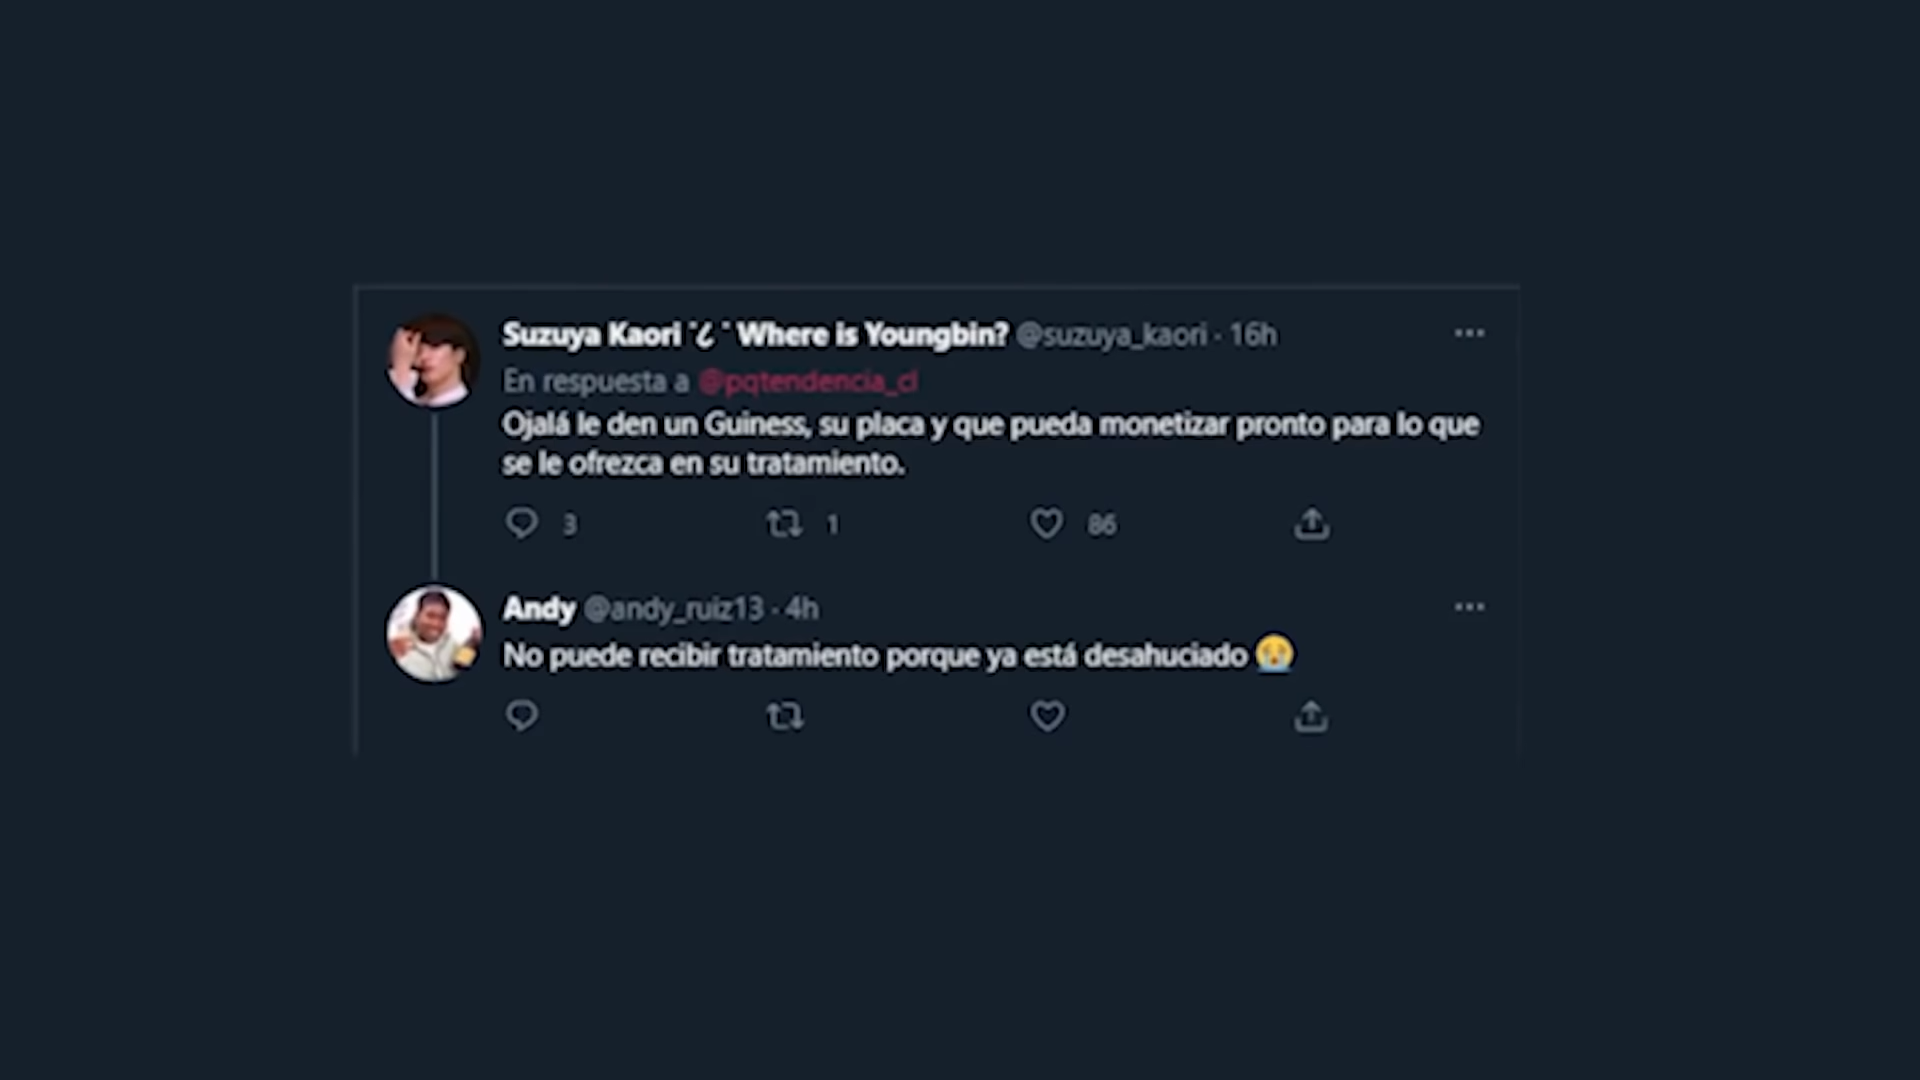 Suzuya Kaori ˙ॆ ˙ Where is Youngbin? @suzuya_kaori · 16h
En respuesta a @pqtendencia_cl
Ojalá le den un Guiness, su placa y que pueda monetizar pronto para lo que
se le ofrezca en su tratamiento.
3 1 86
Andy @andy_ruiz13 · 4h
No puede recibir tratamiento porque ya está desahuciado 😭